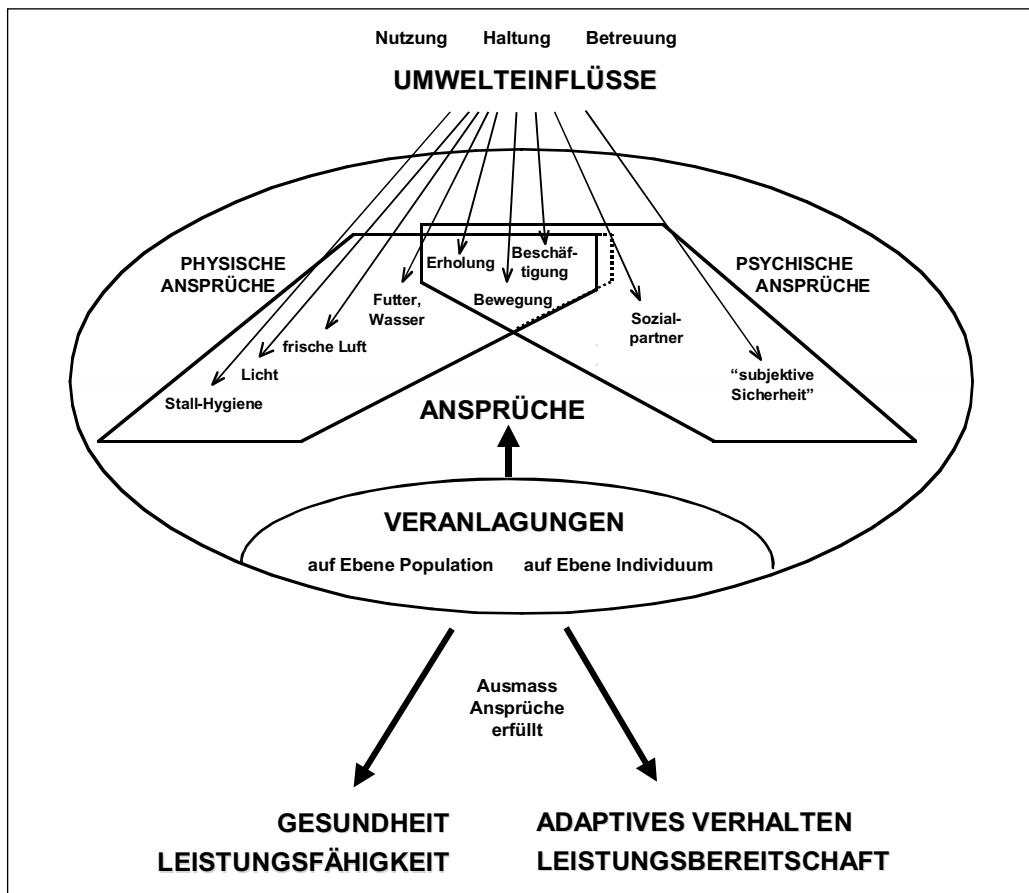 Nutzung Haltung Betreuung
UMWELTEINFLÜSSE
PHYSISCHE
ANSPRÜCHE
PSYCHISCHE
ANSPRÜCHE
Erholung
Beschäf-
tigung
Bewegung
Futter,
Wasser
frische Luft
Licht
Stall-Hygiene
Sozial-
partner
“subjektive
Sicherheit”
ANSPRÜCHE
VERANLAGUNGEN
auf Ebene Population auf Ebene Individuum
Ausmass
Ansprüche
erfüllt
GESUNDHEIT
LEISTUNGSFÄHIGKEIT
ADAPTIVES VERHALTEN
LEISTUNGSBEREITSCHAFT